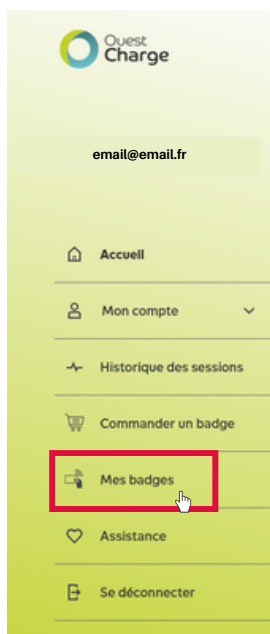 Ouest
Charge
email@email.fr
Accueil
Mon compte
Historique des sessions
Commander un badge
Mes badges
Assistance
Se déconnecter